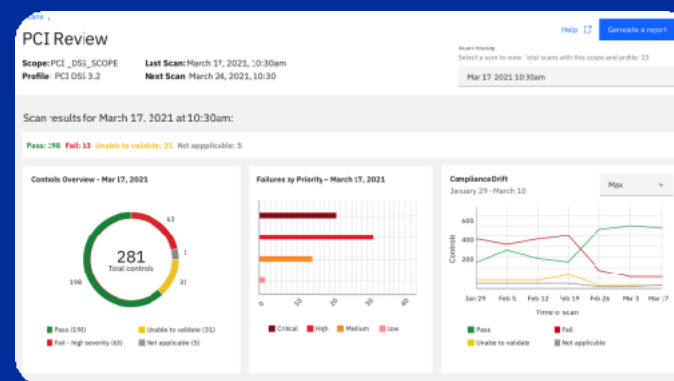 PCI Review
Help
Generate a report
Scope: PCI_DSS_SCOPE
Last Scan: March 17, 2021, 10:30am
Profile: PCI DSS 3.2
Next Scan March 24, 2021, 10:30
Select a scan to view. Total scans with this scope and profile: 23
Mar 17 2021 10:30am
Scan results for March 17, 2021 at 10:30am:
Pass: 198 Fail: 63 Unable to validate: 31 Not appplicable: 5
Controls Overview - Mar 17, 2021
63
1
281
Total controls
198
31
Pass (190)
Unable to validate (31)
Fail - high severity (63)
Not applicable (5)
Failures by Priority – March 17, 2021
0
10
20
30
40
Critical
High
Medium
Low
Compliance Drift
January 29 - March 10
Max
Controls
600
400
200
Jan 29
Feb 5
Feb 12
Feb 19
Feb 26
Mar 3
Mar 17
Time of scan
Pass
Fail
Unable to validate
Not applicable